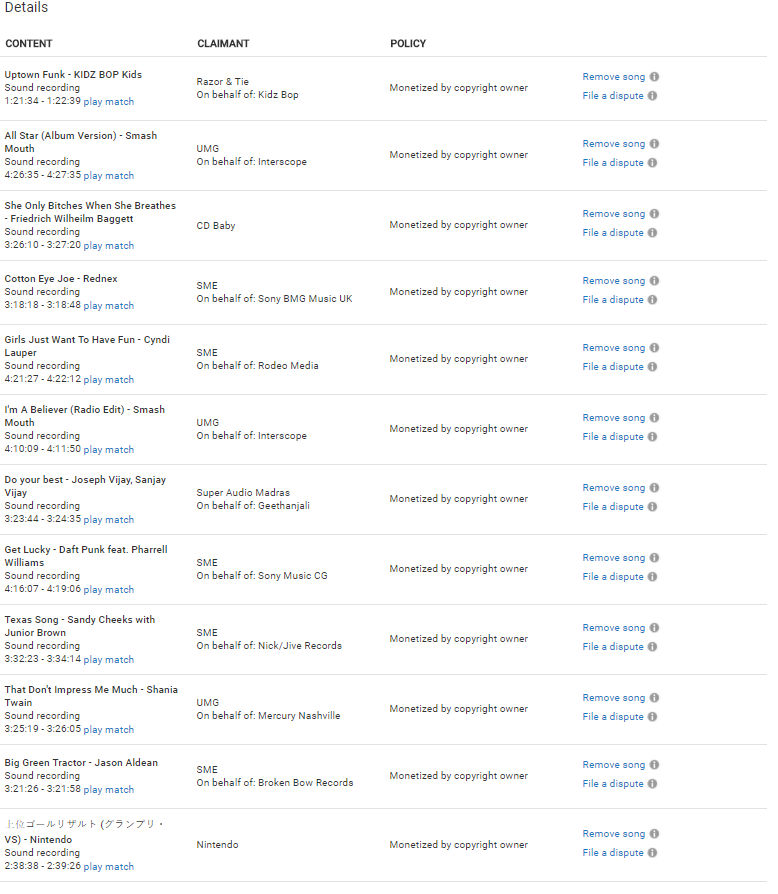 Details
CONTENT CLAIMANT POLICY
Uptown Funk - KIDZ BOP Kids
Sound recording
1:21:34 - 1:22:39 play match
Razor & Tie
On behalf of: Kidz Bop
Monetized by copyright owner
Remove song
File a dispute
All Star (Album Version) - Smash
Mouth
Sound recording
4:26:35 - 4:27:35 play match
UMG
On behalf of: Interscope
Monetized by copyright owner
Remove song
File a dispute
She Only Bitches When She Breathes
- Friedrich Wilheilm Baggett
Sound recording
3:26:10 - 3:27:20 play match
CD Baby
Monetized by copyright owner
Remove song
File a dispute
Cotton Eye Joe - Rednex
Sound recording
3:18:18 - 3:18:48 play match
SME
On behalf of: Sony BMG Music UK
Monetized by copyright owner
Remove song
File a dispute
Girls Just Want To Have Fun - Cyndi
Lauper
Sound recording
4:21:27 - 4:22:12 play match
SME
On behalf of: Rodeo Media
Monetized by copyright owner
Remove song
File a dispute
I'm A Believer (Radio Edit) - Smash
Mouth
Sound recording
4:10:09 - 4:11:50 play match
UMG
On behalf of: Interscope
Monetized by copyright owner
Remove song
File a dispute
Do your best - Joseph Vijay, Sanjay
Vijay
Sound recording
3:23:44 - 3:24:35 play match
Super Audio Madras
On behalf of: Geethanjali
Monetized by copyright owner
Remove song
File a dispute
Get Lucky - Daft Punk feat. Pharrell
Williams
Sound recording
4:16:07 - 4:19:06 play match
SME
On behalf of: Sony Music CG
Monetized by copyright owner
Remove song
File a dispute
Texas Song - Sandy Cheeks with
Junior Brown
Sound recording
3:32:23 - 3:34:14 play match
SME
On behalf of: Nick/Jive Records
Monetized by copyright owner
Remove song
File a dispute
That Don't Impress Me Much - Shania
Twain
Sound recording
3:25:19 - 3:26:05 play match
UMG
On behalf of: Mercury Nashville
Monetized by copyright owner
Remove song
File a dispute
Big Green Tractor - Jason Aldean
Sound recording
3:21:26 - 3:21:58 play match
SME
On behalf of: Broken Bow Records
Monetized by copyright owner
Remove song
File a dispute
上位ゴールリザルト (グランプリ・
VS) - Nintendo
Sound recording
2:38:38 - 2:39:26 play match
Nintendo
Monetized by copyright owner
Remove song
File a dispute